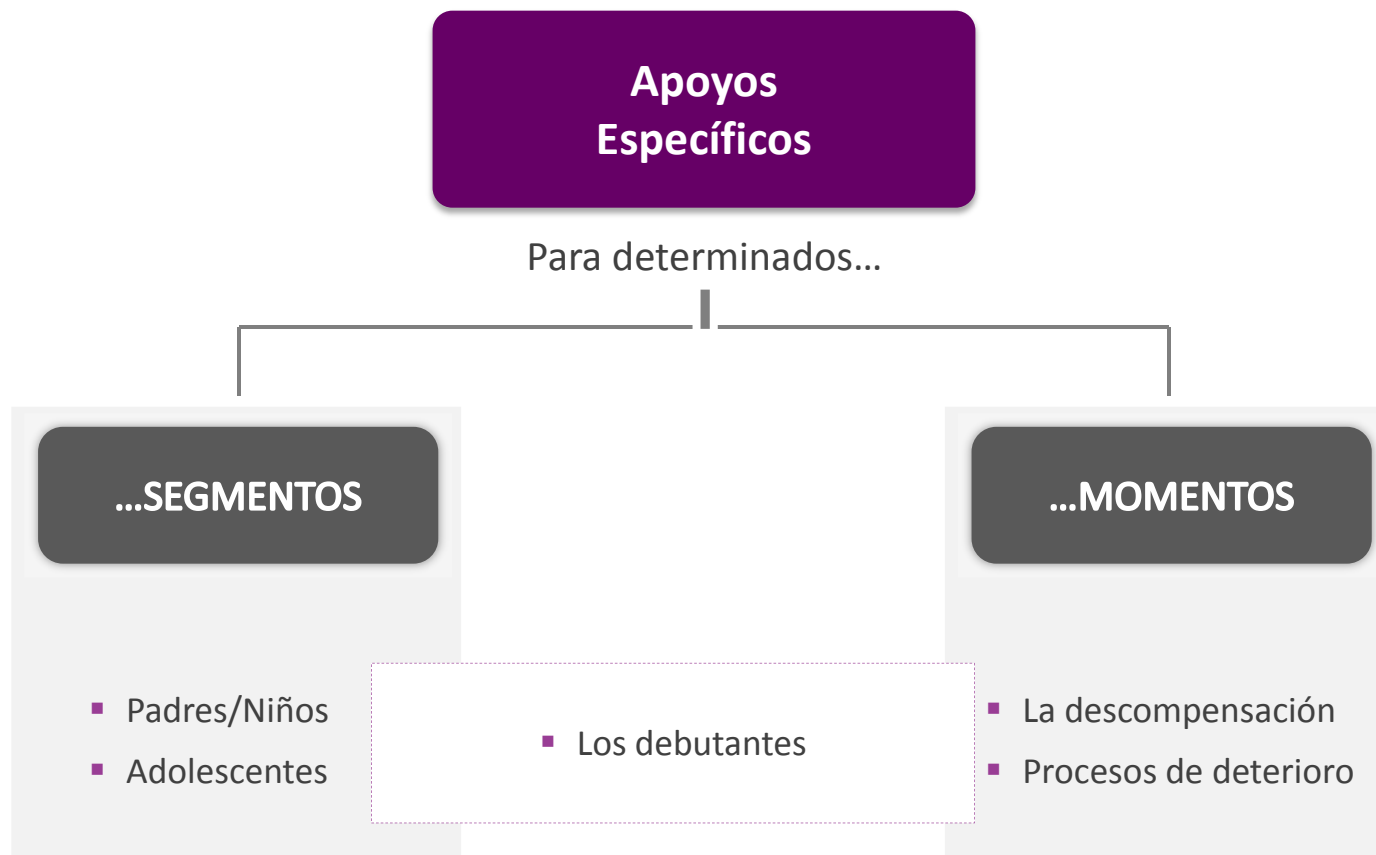 Apoyos
Específicos
Para determinados...
...SEGMENTOS
...MOMENTOS
▪ Padres/Niños
▪ Adolescentes
▪ Los debutantes
▪ La descompensación
▪ Procesos de deterioro